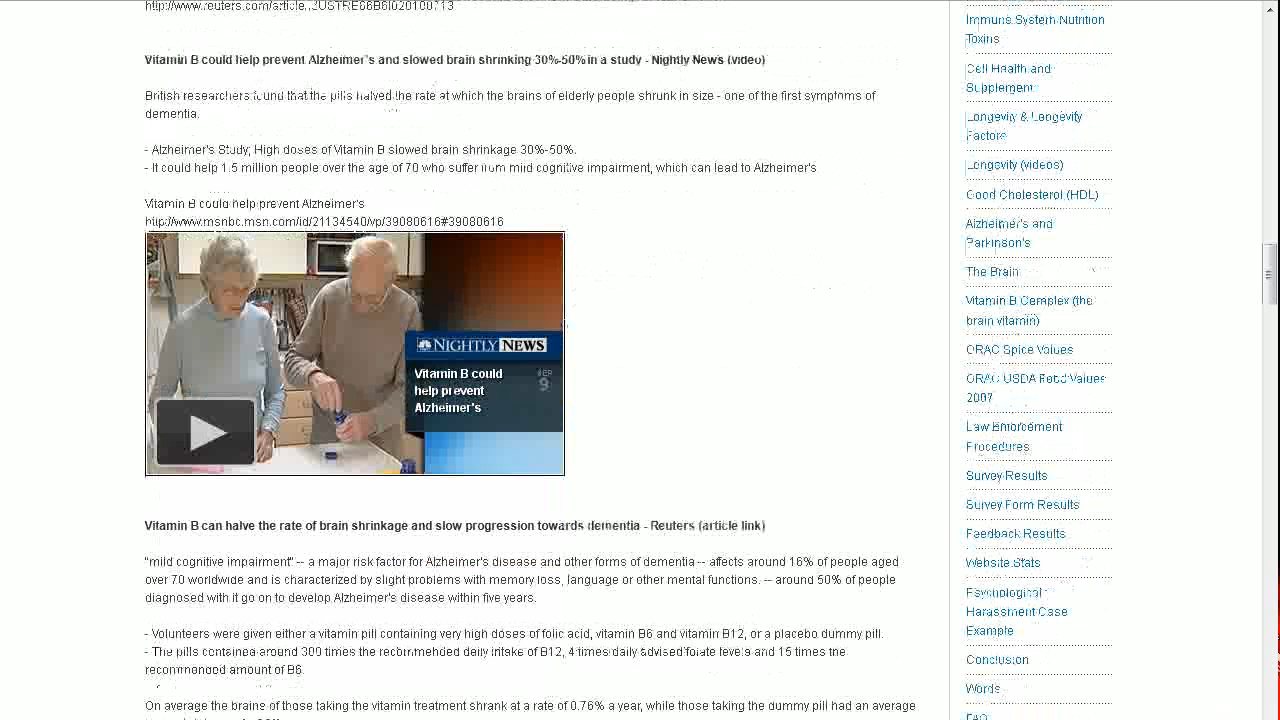 http://www.reuters.com/article
Vitamin B could help prevent Alzheimer's and slowed brain shrinking 30%-50% in a study - Nightly News (video)
British researchers found that the pills halved the rate at which the brains of elderly people shrunk in size - one of the first symptoms of
dementia.
- Alzheimer's Study; High doses of Vitamin B slowed brain shrinkage 30%-50%.
- It could help 1.5 million people over the age of 70 who suffer from mild cognitive impairment, which can lead to Alzheimer's
Vitamin B could help prevent Alzheimer's
http://www.msnbc.msn.com/id/21134540/vp/39080616#39080616
NIGHTLY NEWS
Vitamin B could
help prevent
Alzheimer's
SEP
9
Vitamin B can halve the rate of brain shrinkage and slow progression towards dementia - Reuters (article link)
"mild cognitive impairment" -- a major risk factor for Alzheimer's disease and other forms of dementia -- affects around 16% of people aged
over 70 worldwide and is characterized by slight problems with memory loss, language or other mental functions. -- around 50% of people
diagnosed with it go on to develop Alzheimer's disease within five years.
- Volunteers were given either a vitamin pill containing very high doses of folic acid, vitamin B6 and vitamin B12, or a placebo dummy pill.
- The pills contained around 300 times the recommended daily intake of B12, 4 times daily advised folate levels and 15 times the
recommended amount of B6
On average the brains of those taking the vitamin treatment shrank at a rate of 0.76% a year, while those taking the dummy pill had an average
Immune System Nutrition
Toxins
Cell Health and
Supplement
Longevity & Longevity
Factors
Longevity (videos)
Good Cholesterol (HDL)
Alzheimer's and
Parkinson's
The Brain
Vitamin B Complex (the
brain vitamin)
ORAC Spice Values
ORAC USDA Food Values
2007
Law Enforcement
Procedures
Survey Results
Survey Form Results
Feedback Results
Website Stats
Psychological
Harassment Case
Example
Conclusion
Words
FAQ